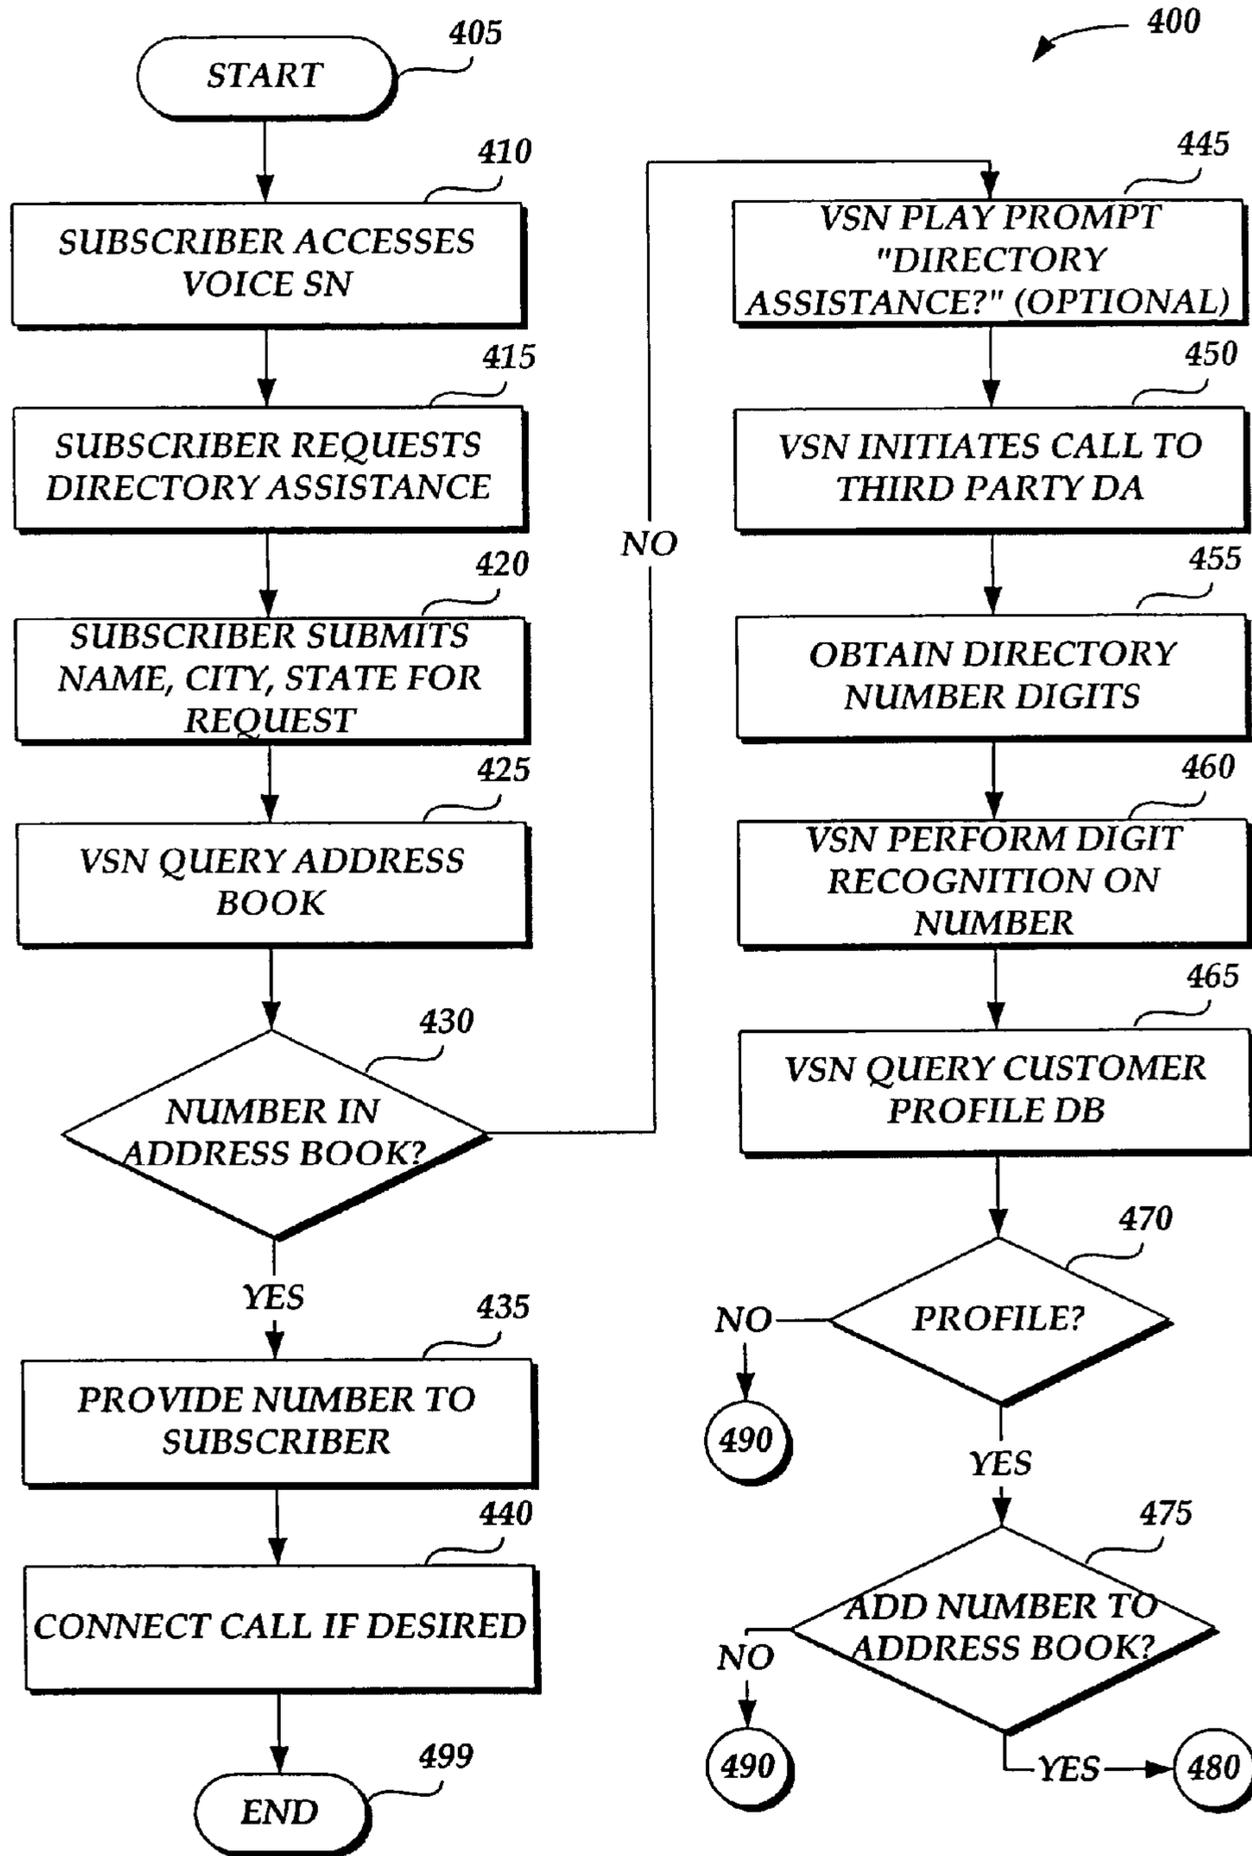 400
405
START
410
SUBSCRIBER ACCESSES
VOICE SN
415
SUBSCRIBER REQUESTS
DIRECTORY ASSISTANCE
420
SUBSCRIBER SUBMITS
NAME, CITY, STATE FOR
REQUEST
425
VSN QUERY ADDRESS
BOOK
430
NUMBER IN
ADDRESS BOOK?
NO
YES
435
PROVIDE NUMBER TO
SUBSCRIBER
440
CONNECT CALL IF DESIRED
499
END
445
VSN PLAY PROMPT
"DIRECTORY
ASSISTANCE?" (OPTIONAL)
450
VSN INITIATES CALL TO
THIRD PARTY DA
455
OBTAIN DIRECTORY
NUMBER DIGITS
460
VSN PERFORM DIGIT
RECOGNITION ON
NUMBER
465
VSN QUERY CUSTOMER
PROFILE DB
470
PROFILE?
NO
490
YES
475
ADD NUMBER TO
ADDRESS BOOK?
NO
490
YES
480